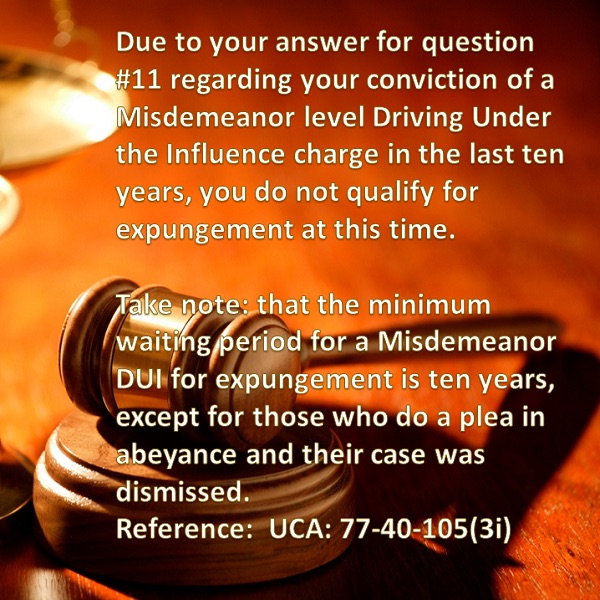 Due to your answer for question
#11 regarding your conviction of a
Misdemeanor level Driving Under
the Influence charge in the last ten
years, you do not qualify for
expungement at this time.
Take note: that the minimum
waiting period for a Misdemeanor
DUI for expungement is ten years,
except for those who do a plea in
abeyance and their case was
dismissed.
Reference:  UCA: 77-40-105(3i)